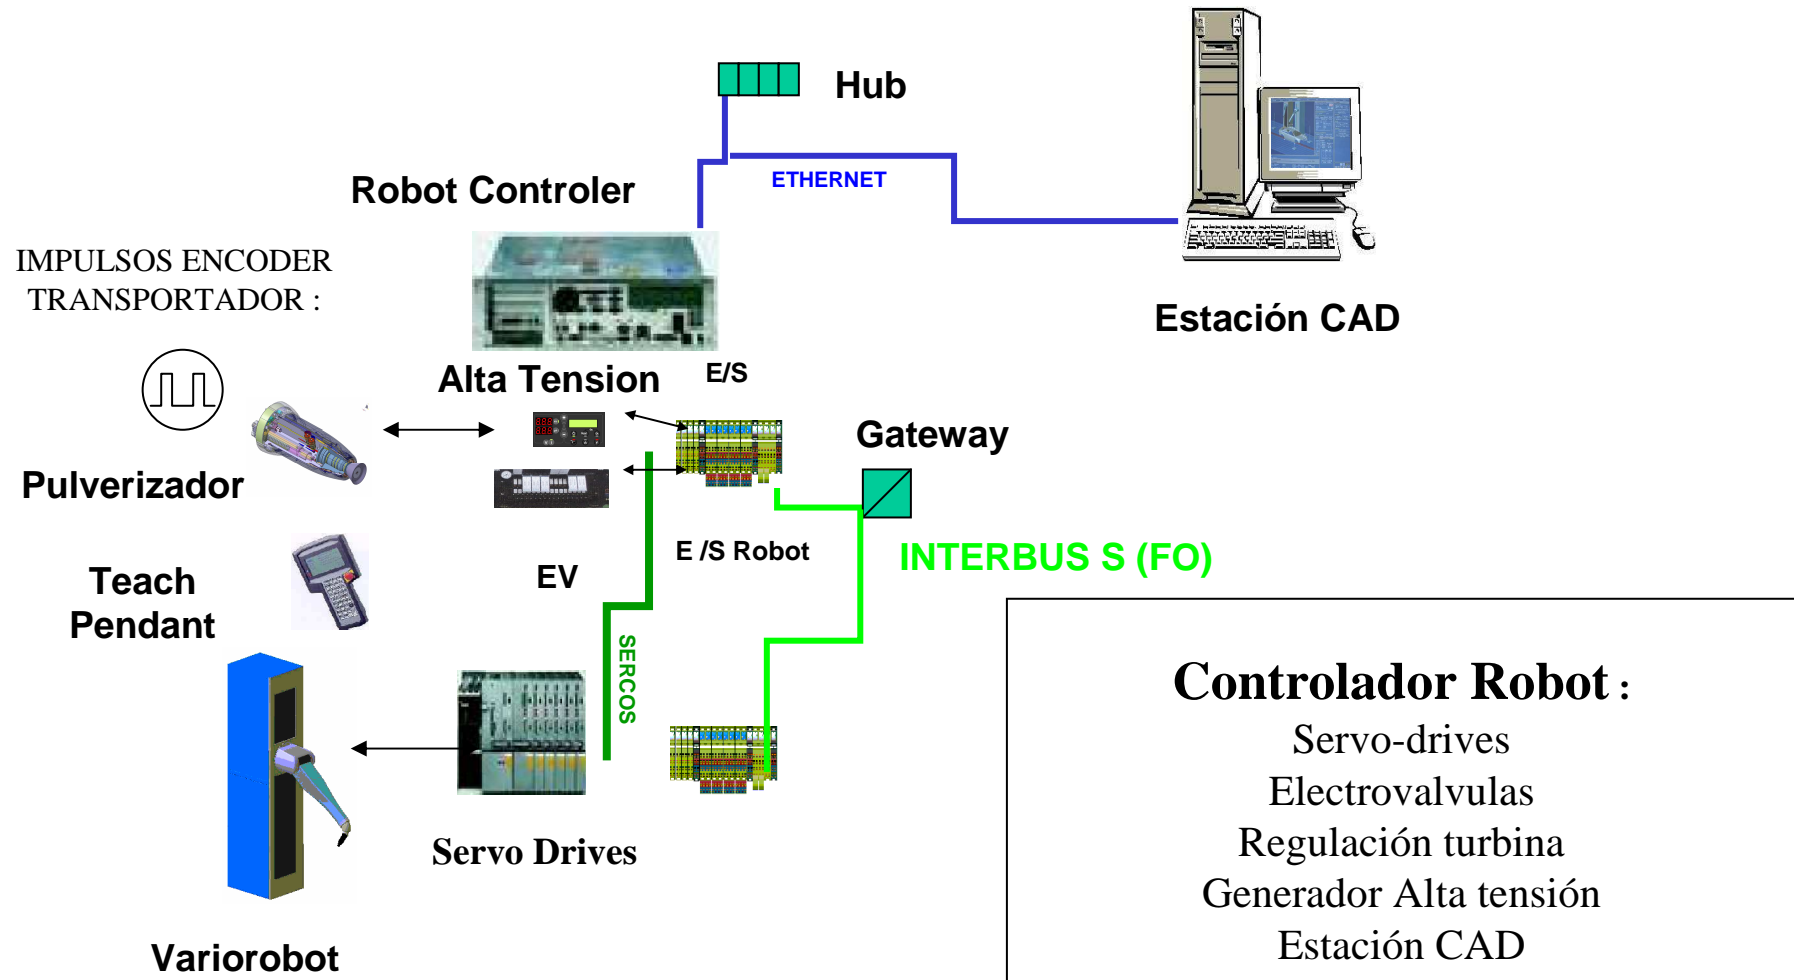 Hub
ETHERNET
Robot Controler
IMPULSOS ENCODER
TRANSPORTADOR :
Estación CAD
Alta Tension
E/S
Gateway
Pulverizador
E /S Robot
INTERBUS S (FO)
EV
Teach
Pendant
SERCOS
Servo Drives
Variorobot
Controlador Robot :
Servo-drives
Electrovalvulas
Regulación turbina
Generador Alta tensión
Estación CAD